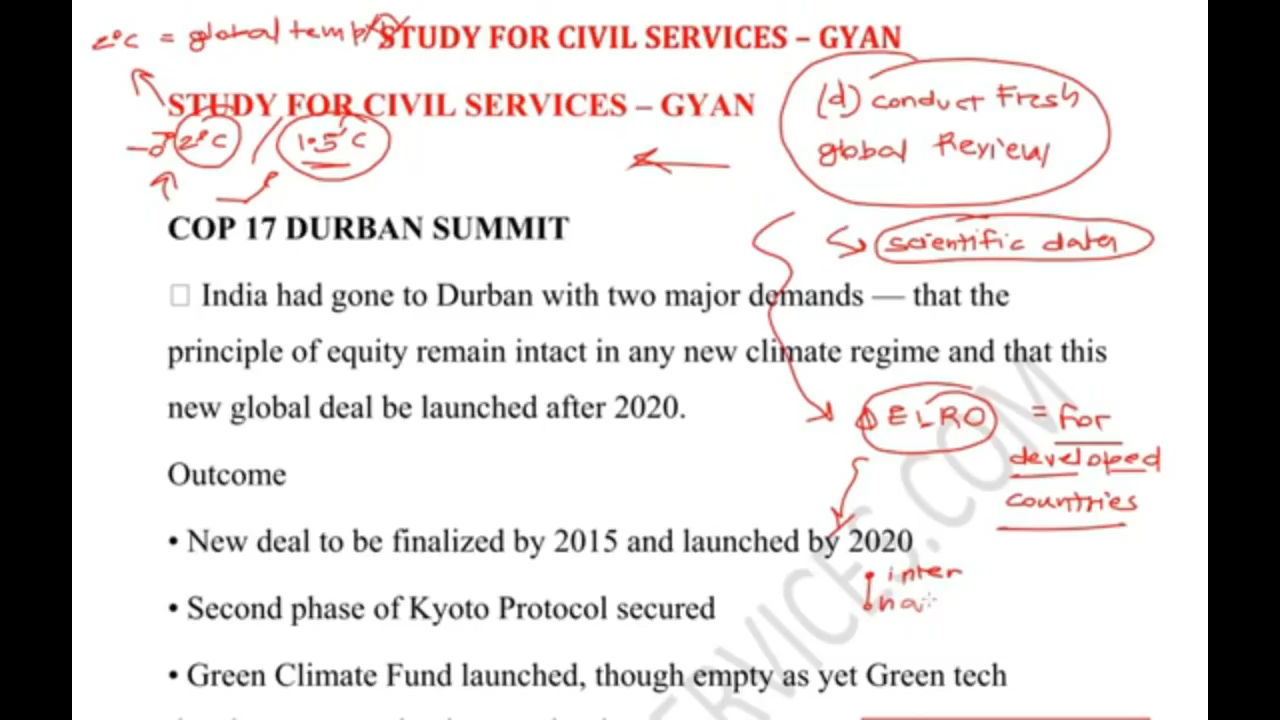 2°C = global temp
STUDY FOR CIVIL SERVICES – GYAN
STUDY FOR CIVIL SERVICES – GYAN
(d) conduct Fresh
global Review
2°C / 1.5°C
scientific data
COP 17 DURBAN SUMMIT
India had gone to Durban with two major demands — that the
principle of equity remain intact in any new climate regime and that this
new global deal be launched after 2020.
= for
developed
countries
Outcome
• New deal to be finalized by 2015 and launched by 2020
inter
na
• Second phase of Kyoto Protocol secured
• Green Climate Fund launched, though empty as yet Green tech
SERVICES.COM